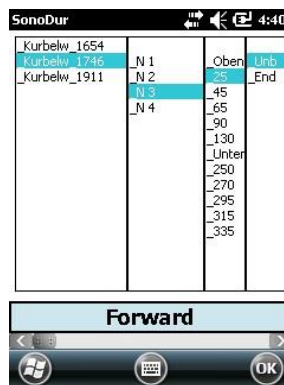 SonoDur 4:40
_Kurbelw_1654
_Kurbelw_1746
_Kurbelw_1911
_N 1
_N 2
_N 3
_N 4
_Oben
_25
_45
_65
_90
_130
_Unter
_250
_270
_295
_315
_335
_Unb
_End
Forward
OK